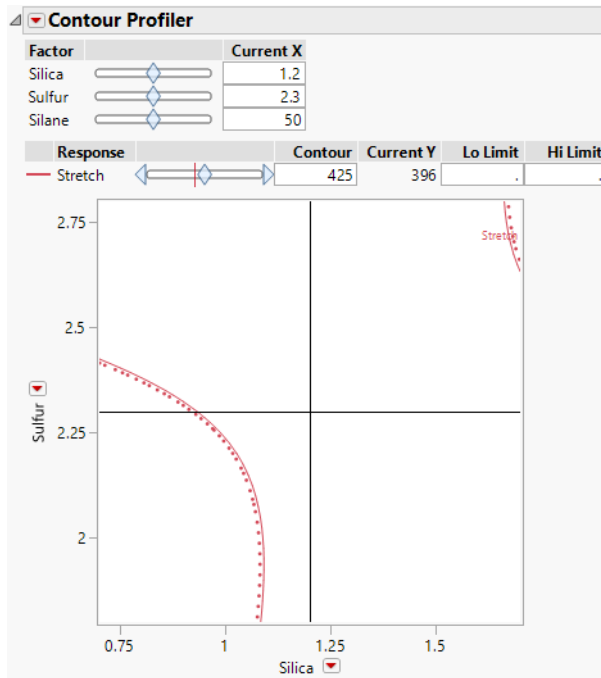 Contour Profiler
Factor Current X
Silica 1.2
Sulfur 2.3
Silane 50
Response Contour Current Y Lo Limit Hi Limit
Stretch 425 396 . .
2.75
Stretch
2.5
Sulfur
2.25
2
0.75 1 1.25 1.5
Silica